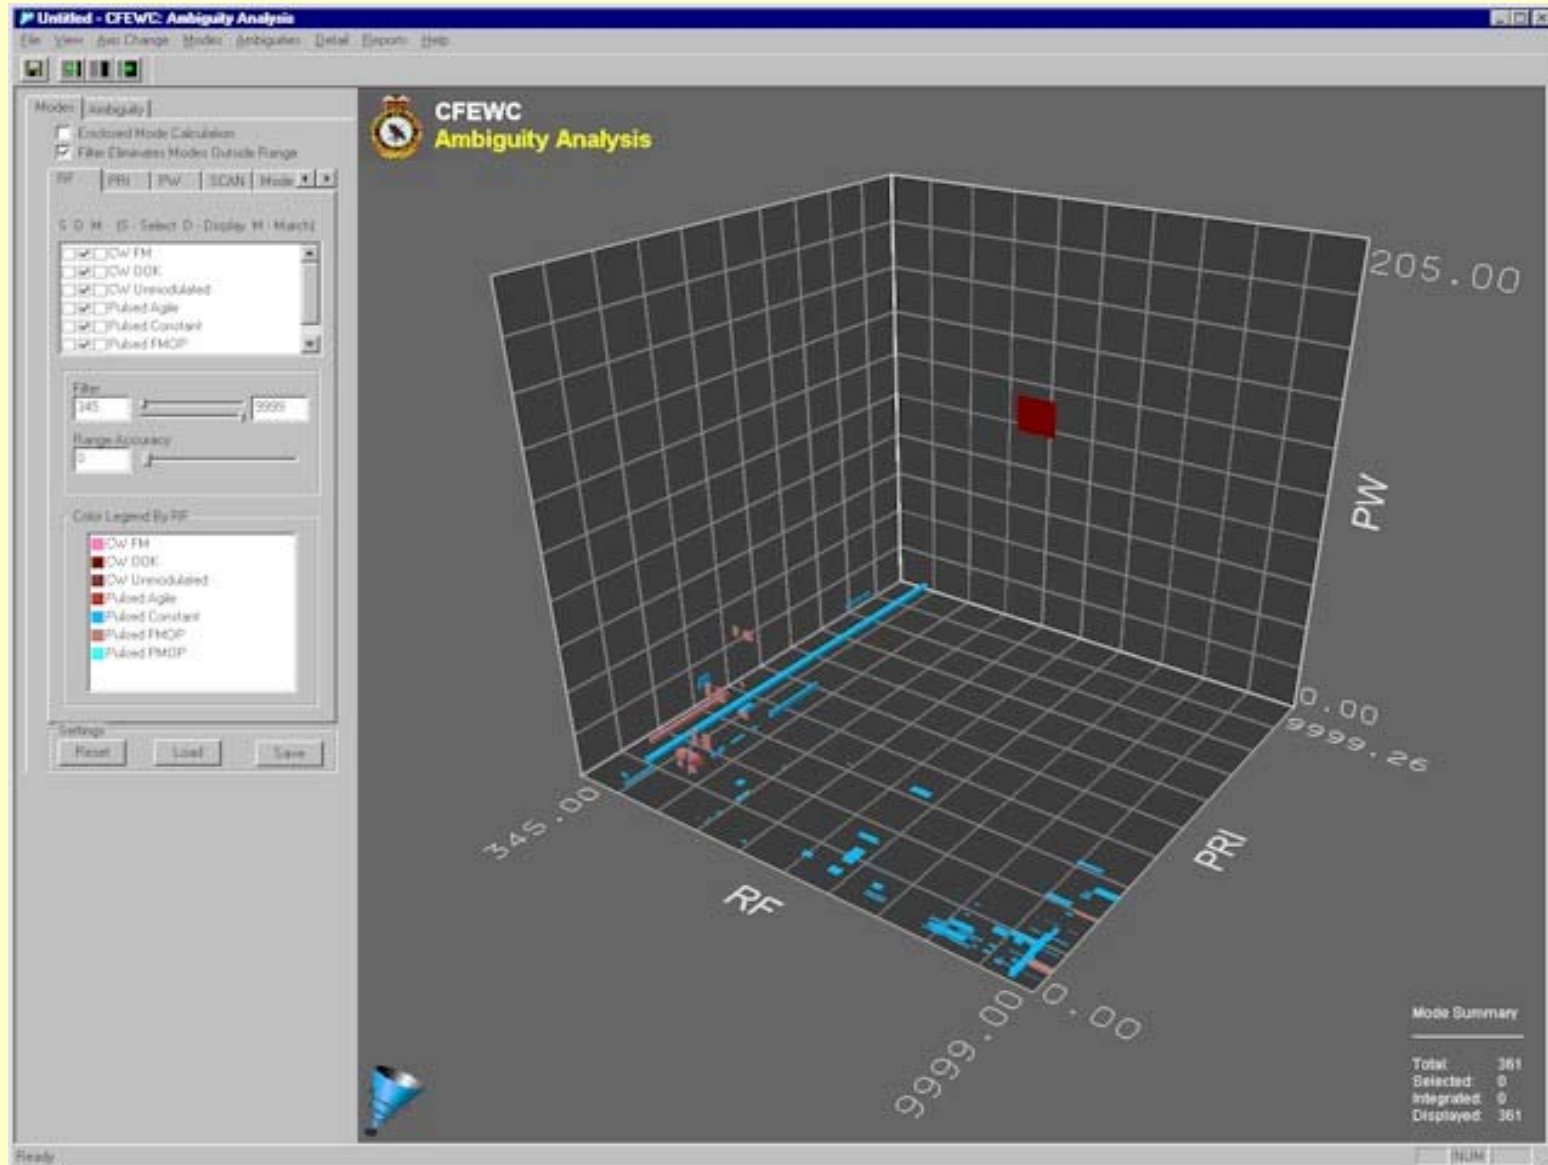 Untitled - CFEWC: Ambiguity Analysis
File View Axis Change Modes Ambiguities Detail Reports Help
Modes Ambiguity
Enclosed Mode Calculation
Filter Eliminates Modes Outside Range
RF PRI PW SCAN Mode
S D M (S - Select D - Display M - Match)
CW FM
CW OOK
CW Unmodulated
Pulsed Agile
Pulsed Constant
Pulsed FMOP
Filter
345 9999
Range Accuracy
0
Color Legend By RF
CW FM
CW OOK
CW Unmodulated
Pulsed Agile
Pulsed Constant
Pulsed FMOP
Pulsed PMOP
Settings
Reset Load Save
CFEWC
Ambiguity Analysis
205.00
PW
0.00
9999.26
PRI
345.00
RF
9999.00
0.00
Mode Summary
Total: 361
Selected: 0
Integrated: 0
Displayed: 361
Ready
NUM